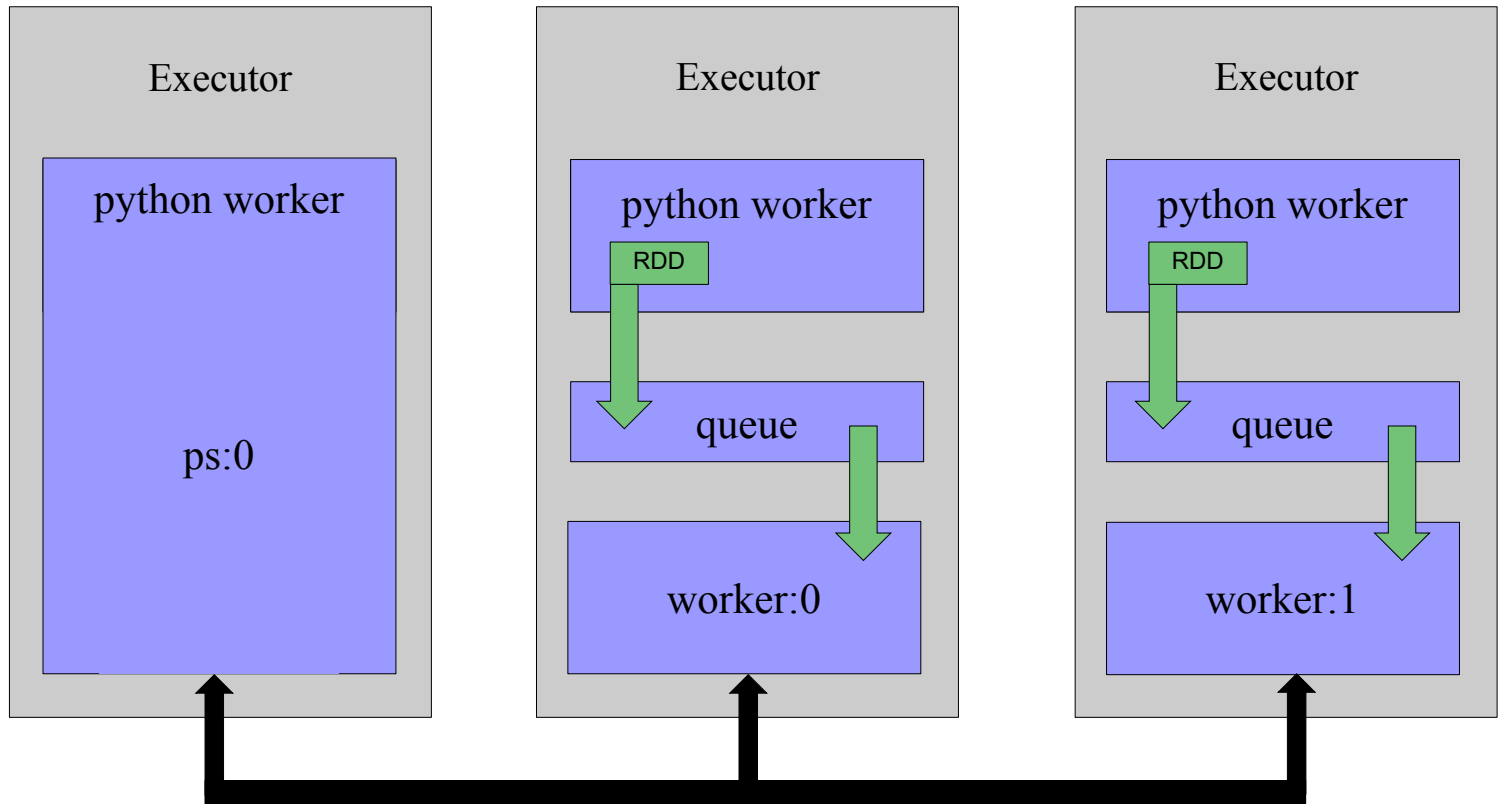 Executor
python worker
ps:0
Executor
python worker
RDD
queue
worker:0
Executor
python worker
RDD
queue
worker:1